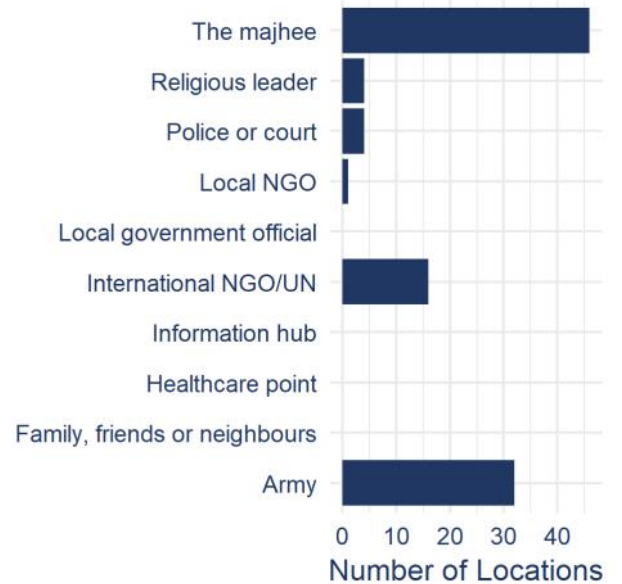 The majhee
Religious leader
Police or court
Local NGO
Local government official
International NGO/UN
Information hub
Healthcare point
Family, friends or neighbours
Army
0 10 20 30 40
Number of Locations